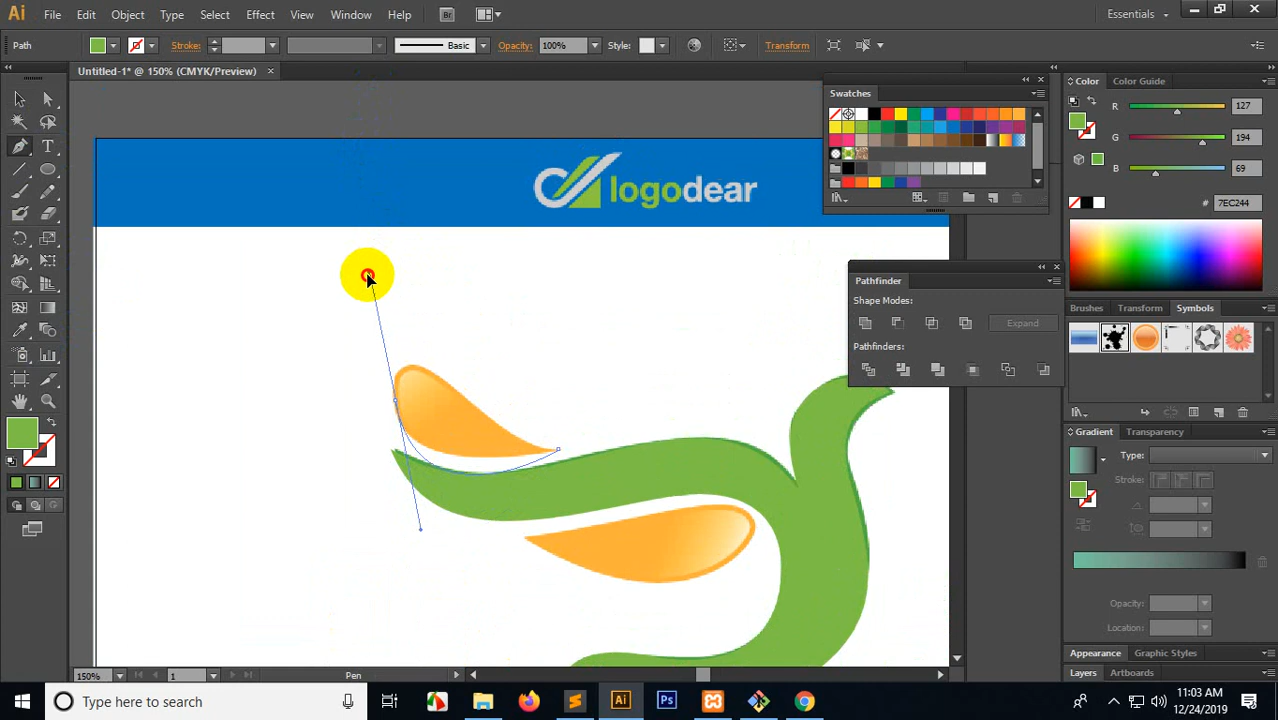 Ai File Edit Object Type Select Effect View Window Help Br Essentials
Path Stroke: Basic Opacity: 100% Style: Transform
Untitled-1* @ 150% (CMYK/Preview) ×
Swatches
Color Color Guide
R 127
G 194
B 69
# 7EC244
logodear
Pathfinder
Shape Modes:
Expand
Pathfinders:
Brushes Transform Symbols
Gradient Transparency
Type:
Stroke:
Opacity:
Location:
Appearance Graphic Styles
Layers Artboards
150% 1 Pen
Type here to search
Ai Ps
11:03 AM
12/24/2019